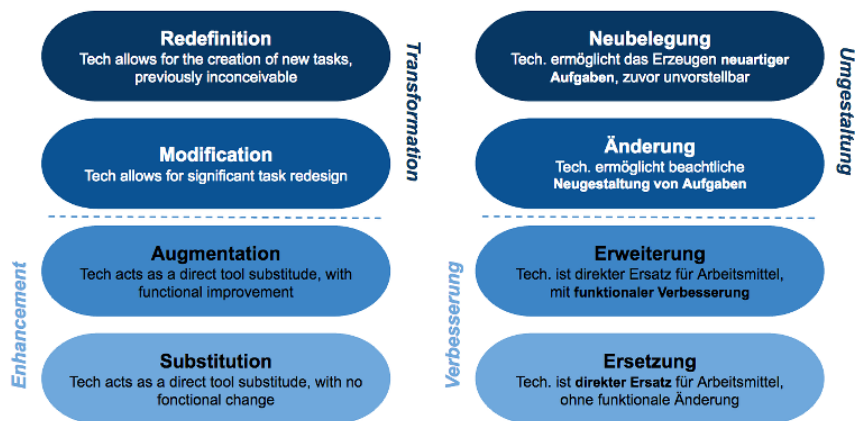 Redefinition
Tech allows for the creation of new tasks,
previously inconceivable
Modification
Tech allows for significant task redesign
Transformation
Augmentation
Tech acts as a direct tool substitude, with
functional improvement
Substitution
Tech acts as a direct tool substitude, with no
fonctional change
Enhancement
Neubelegung
Tech. ermöglicht das Erzeugen neuartiger
Aufgaben, zuvor unvorstellbar
Änderung
Tech. ermöglicht beachtliche
Neugestaltung von Aufgaben
Umgestaltung
Erweiterung
Tech. ist direkter Ersatz für Arbeitsmittel,
mit funktionaler Verbesserung
Ersetzung
Tech. ist direkter Ersatz für Arbeitsmittel,
ohne funktionale Änderung
Verbesserung